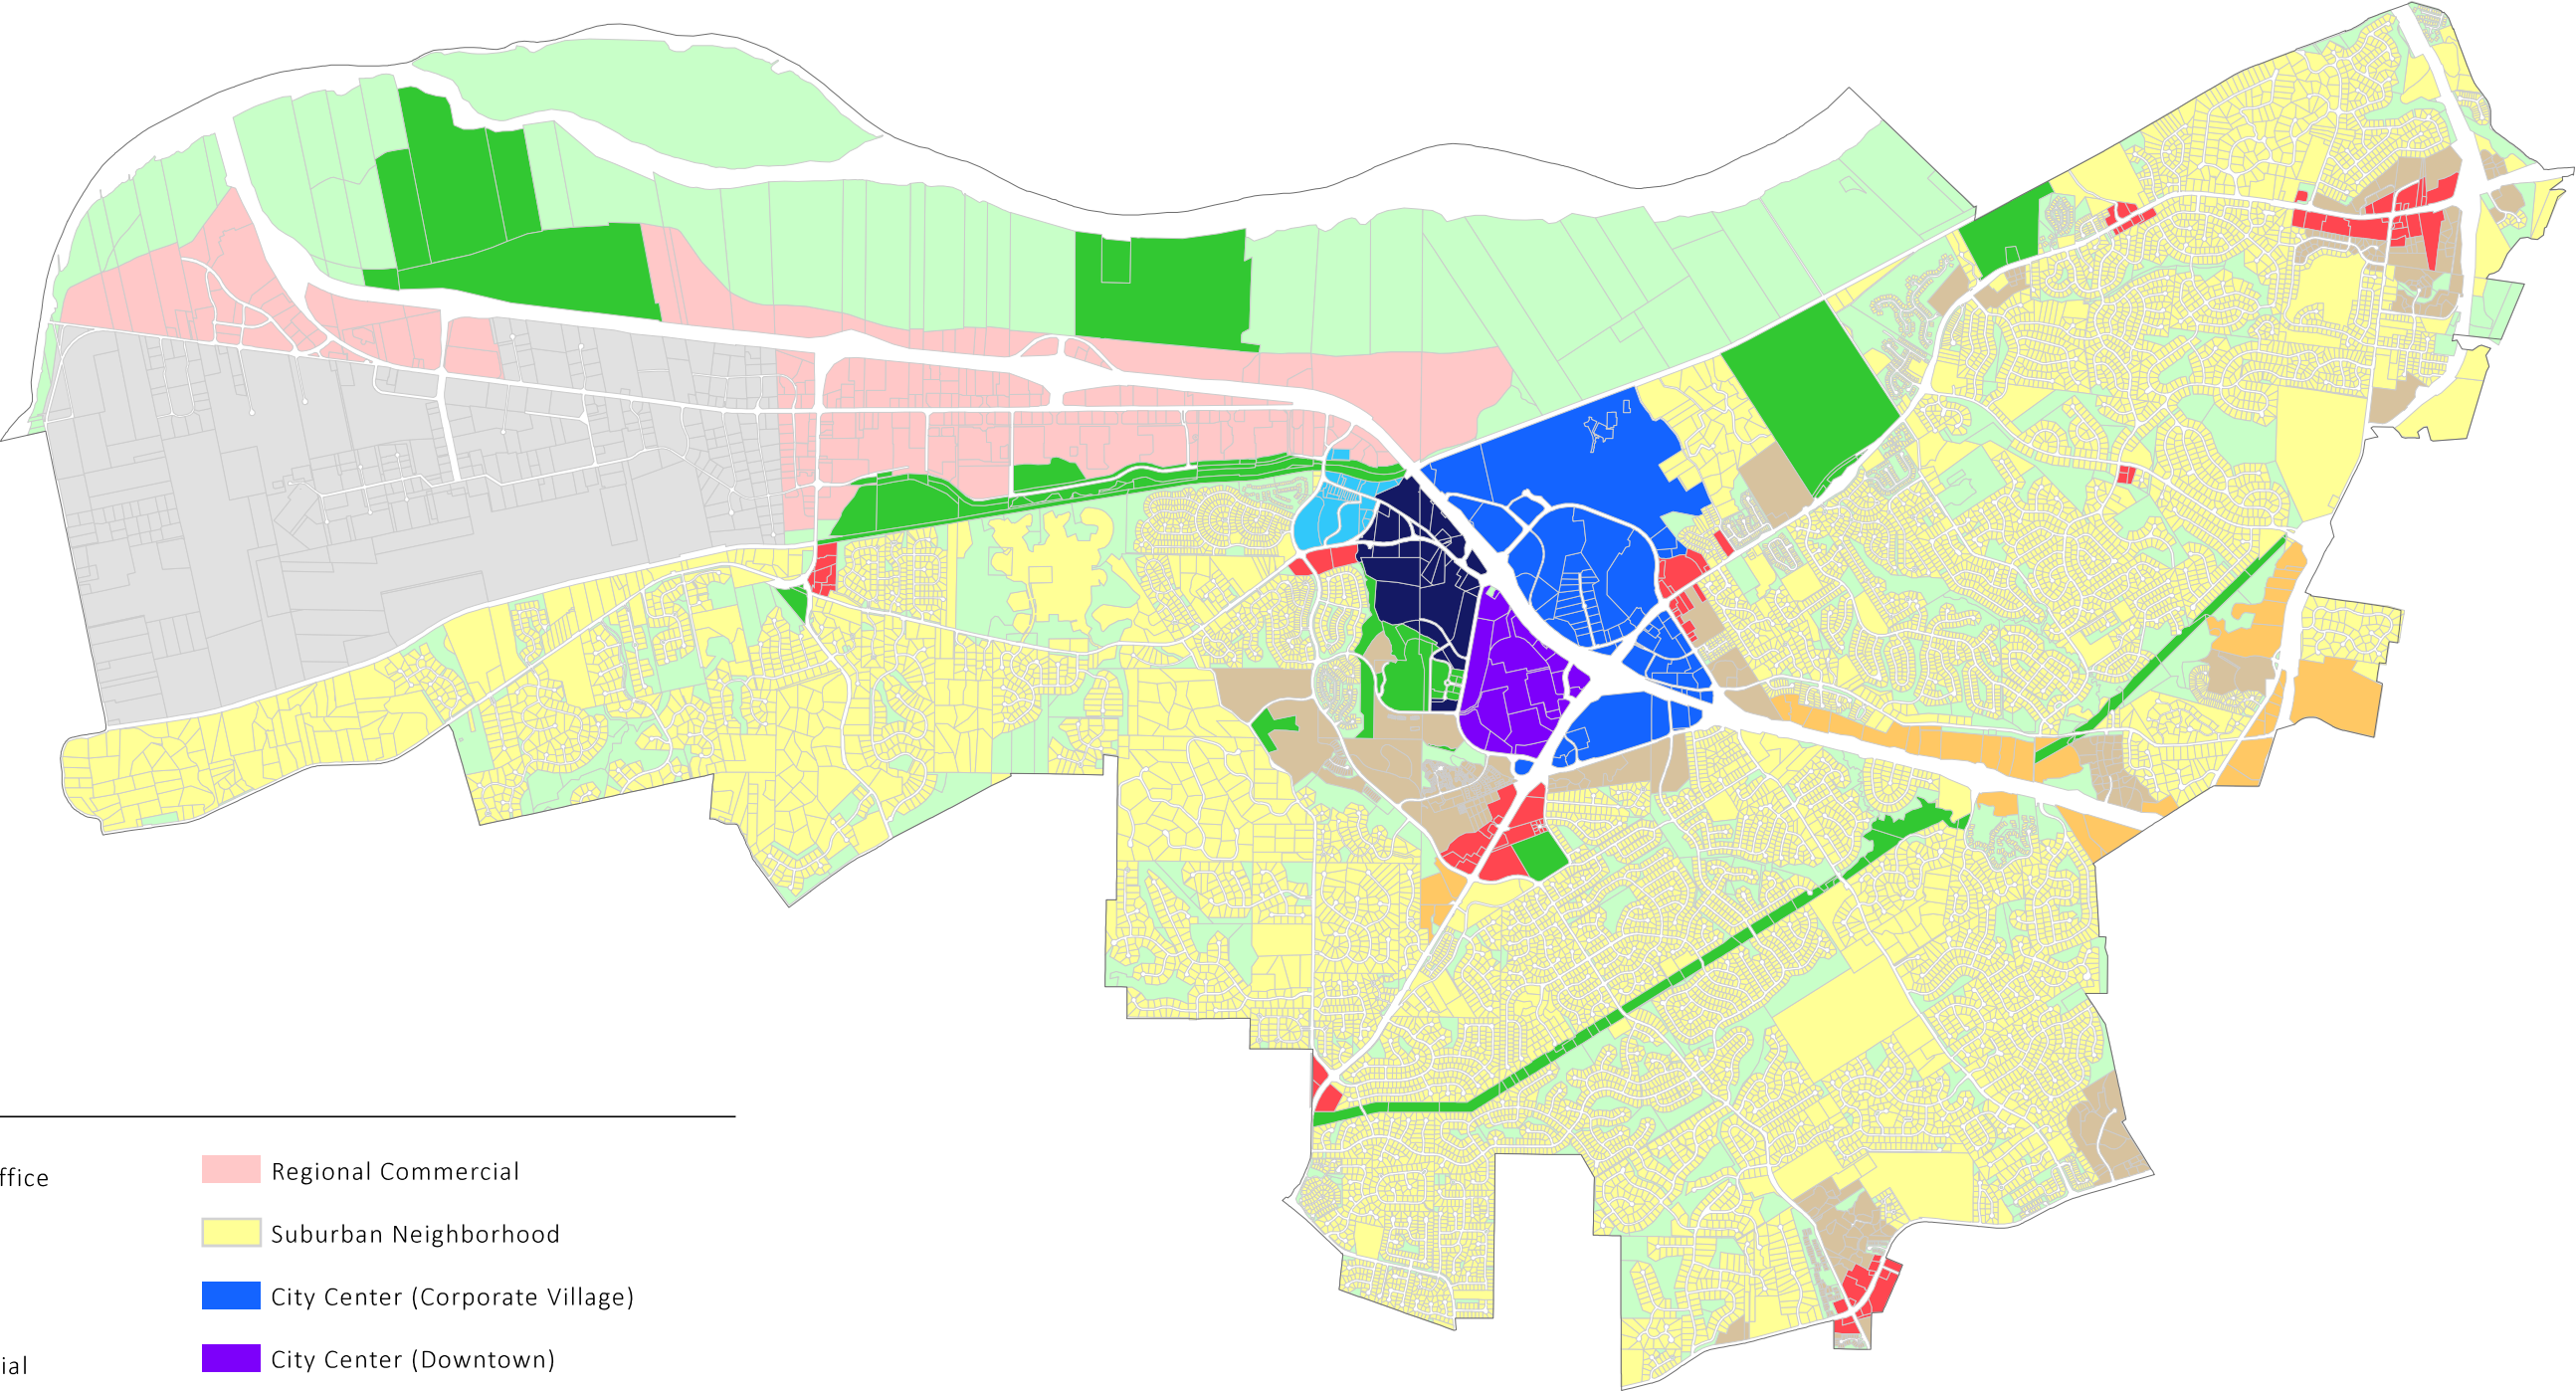 ffice
Regional Commercial
Suburban Neighborhood
City Center (Corporate Village)
ial
City Center (Downtown)